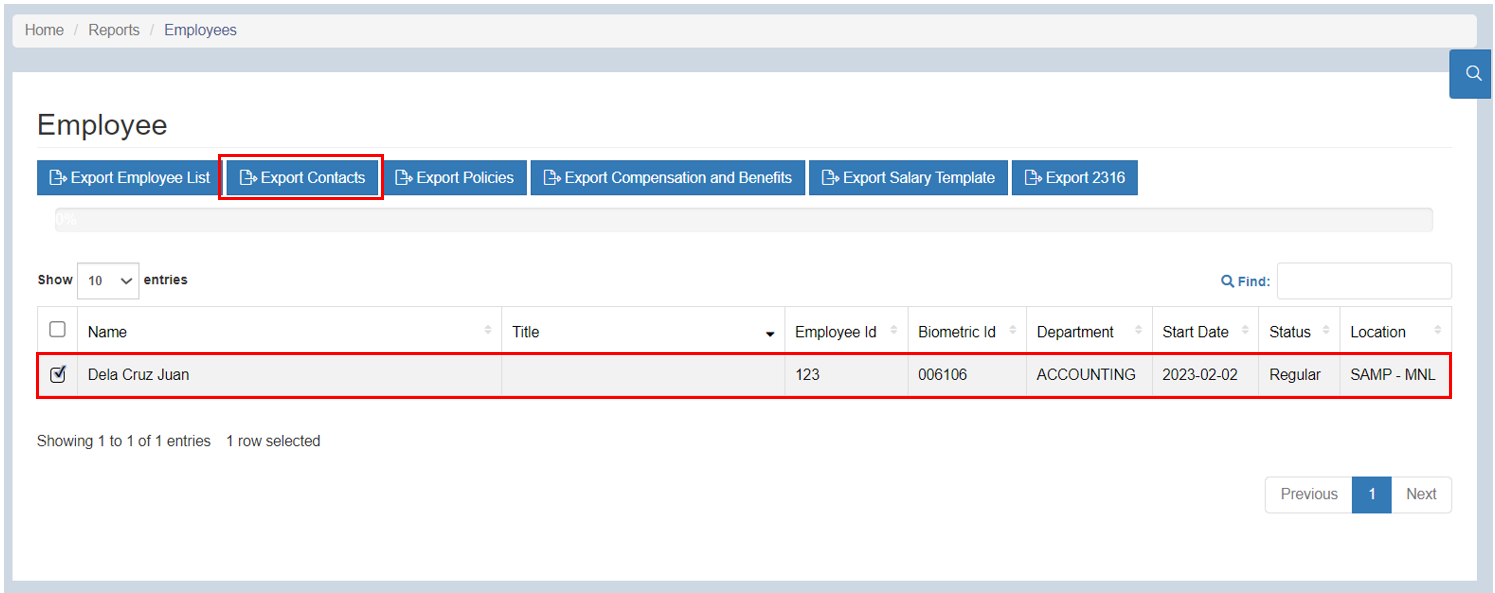 Home / Reports / Employees
Employee
Export Employee List Export Contacts Export Policies Export Compensation and Benefits Export Salary Template Export 2316
0%
Show 10 entries Find:
Name Title Employee Id Biometric Id Department Start Date Status Location
Dela Cruz Juan 123 006106 ACCOUNTING 2023-02-02 Regular SAMP - MNL
Showing 1 to 1 of 1 entries 1 row selected
Previous 1 Next